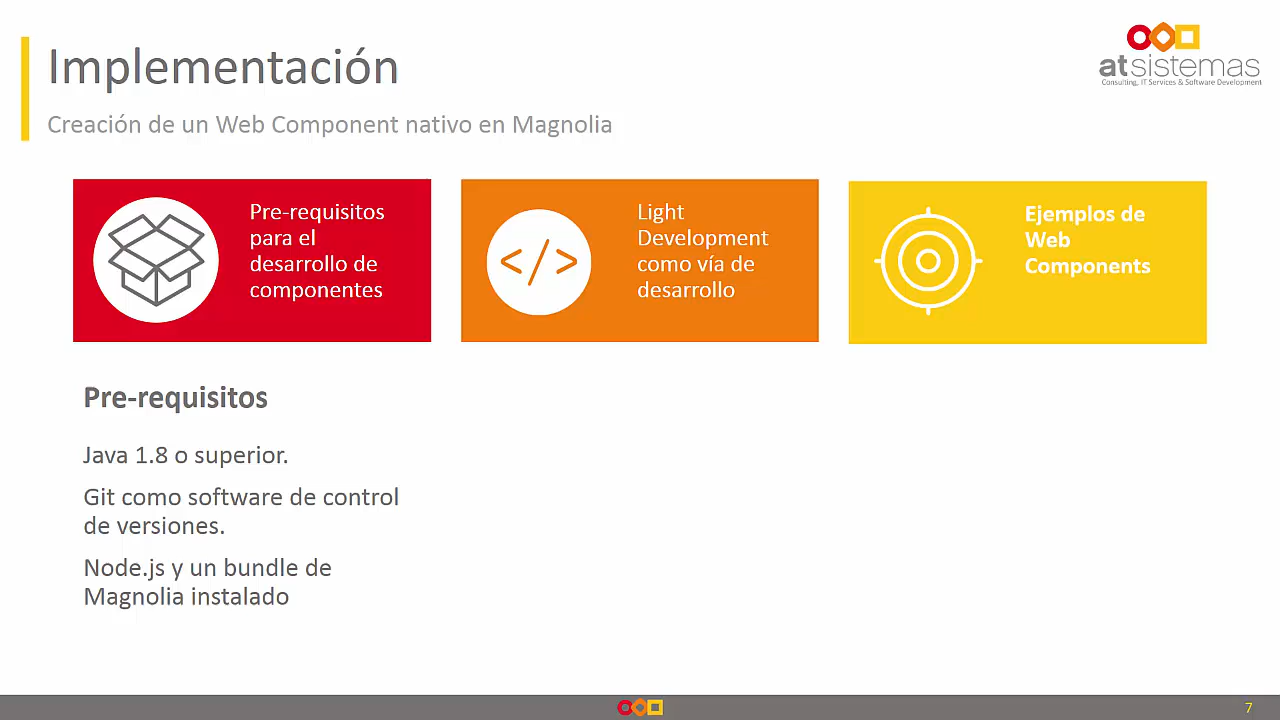 Implementación
Creación de un Web Component nativo en Magnolia
atsistemas
Consulting, IT Services & Software Development
Pre-requisitos
para el
desarrollo de
componentes
</>
Light
Development
como vía de
desarrollo
Ejemplos de
Web
Components
Pre-requisitos
Java 1.8 o superior.
Git como software de control
de versiones.
Node.js y un bundle de
Magnolia instalado
7